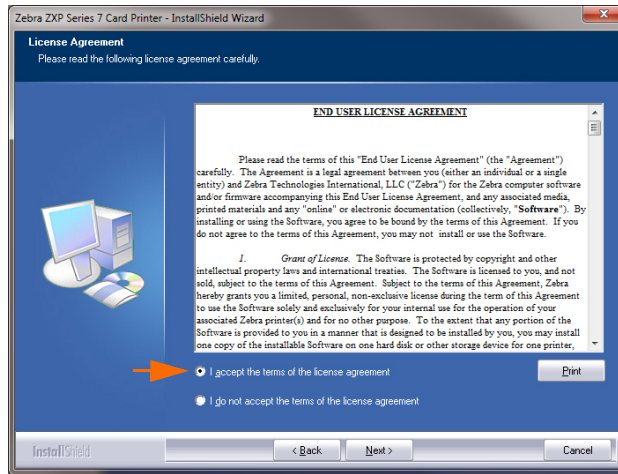 Zebra ZXP Series 7 Card Printer - InstallShield Wizard
License Agreement
Please read the following license agreement carefully.
END USER LICENSE AGREEMENT
Please read the terms of this "End User License Agreement" (the "Agreement")
carefully. The Agreement is a legal agreement between you (either an individual or a single
entity) and Zebra Technologies International, LLC ("Zebra") for the Zebra computer software
and/or firmware accompanying this End User License Agreement, and any associated media,
printed materials and any "online" or electronic documentation (collectively, "Software"). By
installing or using the Software, you agree to be bound by the terms of this Agreement. If you
do not agree to the terms of this Agreement, you may not install or use the Software.
1. Grant of License. The Software is protected by copyright and other
intellectual property laws and international treaties. The Software is licensed to you, and not
sold, subject to the terms of this Agreement. Subject to the terms of this Agreement, Zebra
hereby grants you a limited, personal, non-exclusive license during the term of this Agreement
to use the Software solely and exclusively for your internal use for the operation of your
associated Zebra printer(s) and for no other purpose. To the extent that any portion of the
Software is provided to you in a manner that is designed to be installed by you, you may install
one copy of the installable Software on one hard disk or other storage device for one printer,
I accept the terms of the license agreement
Print
I do not accept the terms of the license agreement
InstallShield
< Back
Next >
Cancel